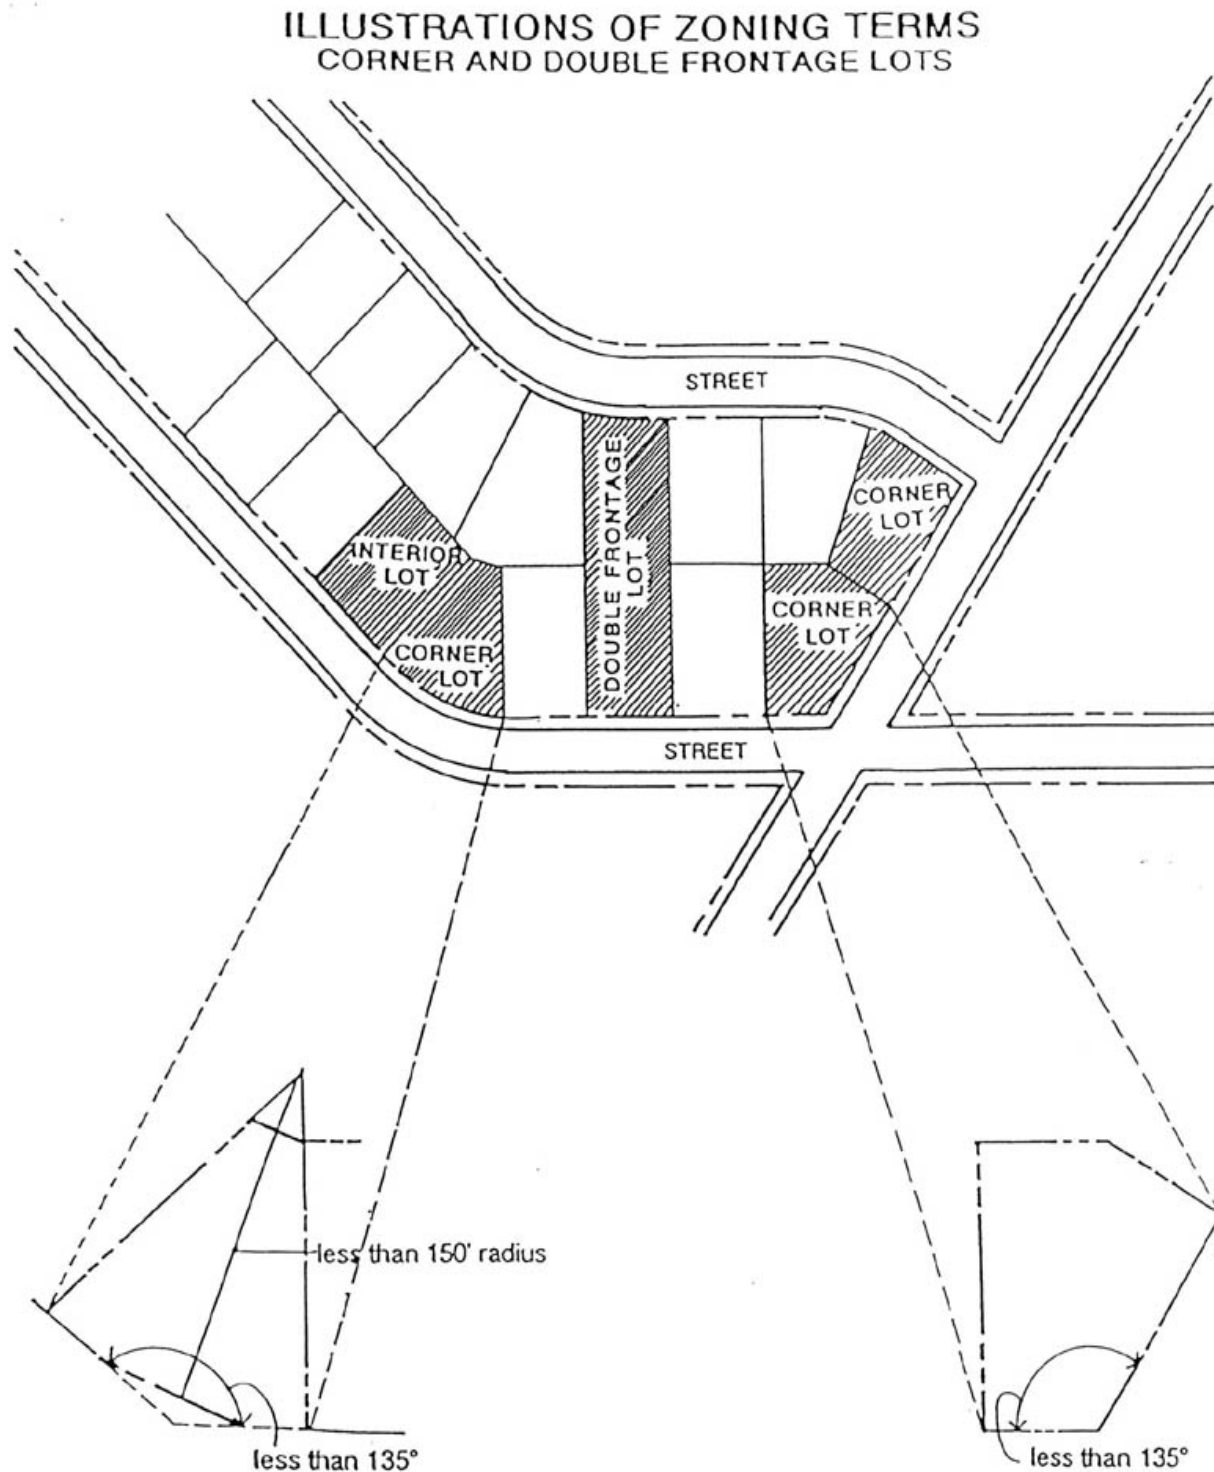 ILLUSTRATIONS OF ZONING TERMS
CORNER AND DOUBLE FRONTAGE LOTS
STREET
CORNER
LOT
DOUBLE FRONTAGE
LOT
INTERIOR
LOT
CORNER
LOT
CORNER
LOT
STREET
less than 150' radius
less than 135°
less than 135°